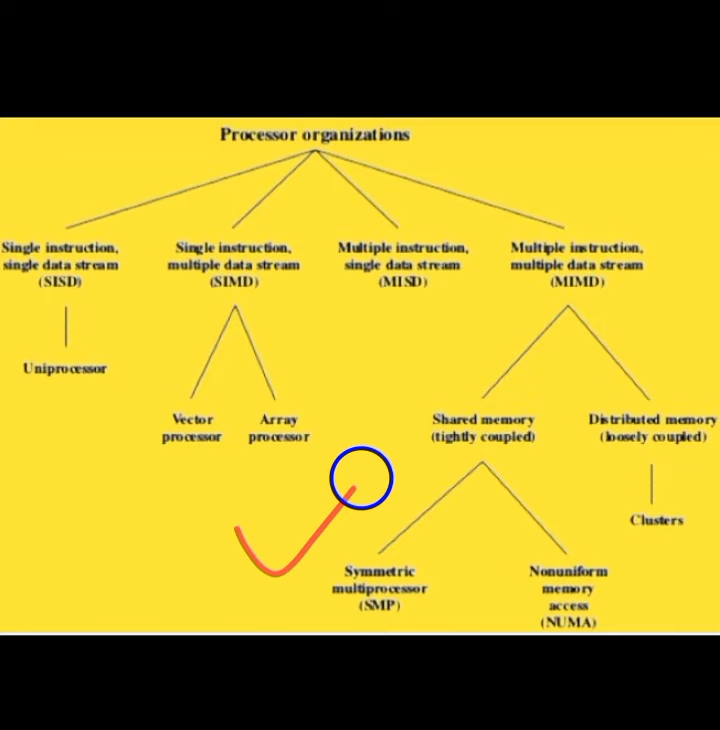 Processor organizations
Single instruction,
single data stream
(SISD)
Single instruction,
multiple data stream
(SIMD)
Multiple instruction,
single data stream
(MISD)
Multiple instruction,
multiple data stream
(MIMD)
Uniprocessor
Vector
processor
Array
processor
Shared memory
(tightly coupled)
Distributed memory
(loosely coupled)
Clusters
Symmetric
multiprocessor
(SMP)
Nonuniform
memory
access
(NUMA)